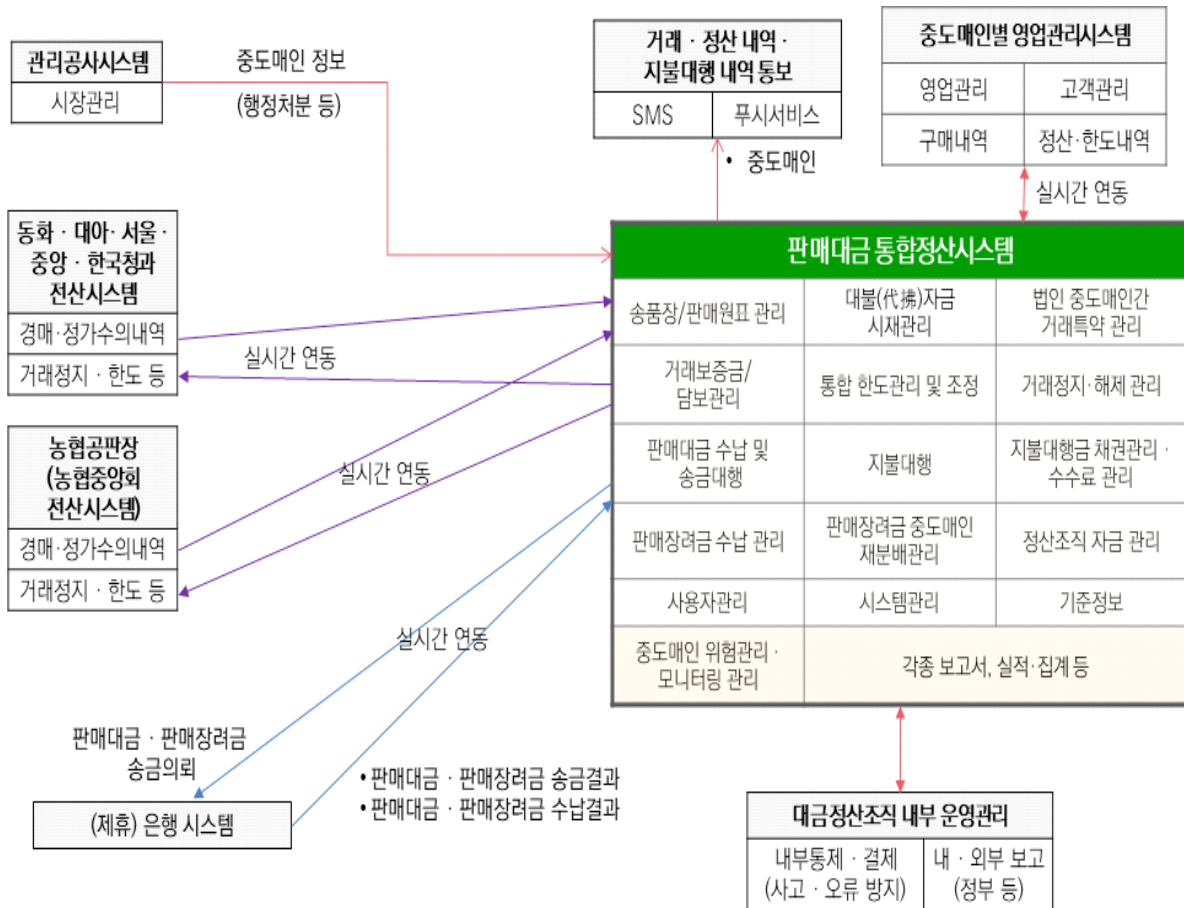 관리공사시스템
시장관리
중도매인 정보
(행정처분 등)
거래 · 정산 내역 ·
지불대행 내역 통보
SMS
푸시서비스
• 중도매인
중도매인별 영업관리시스템
영업관리
고객관리
구매내역
정산·한도내역
실시간 연동
동화 · 대아· 서울 ·
중앙 · 한국청과
전산시스템
경매·정가수의내역
거래정지 · 한도 등
실시간 연동
농협공판장
(농협중앙회
전산시스템)
경매·정가수의내역
거래정지 · 한도 등
실시간 연동
판매대금 통합정산시스템
송품장/판매원표 관리
대불(代拂)자금
시재관리
법인 중도매인간
거래특약 관리
거래보증금/
담보관리
통합 한도관리 및 조정
거래정지·해제 관리
판매대금 수납 및
송금대행
지불대행
지불대행금 채권관리 ·
수수료 관리
판매장려금 수납 관리
판매장려금 중도매인
재분배관리
정산조직 자금 관리
사용자관리
시스템관리
기준정보
중도매인 위험관리 ·
모니터링 관리
각종 보고서, 실적·집계 등
실시간 연동
판매대금 · 판매장려금
송금의뢰
• 판매대금 · 판매장려금 송금결과
• 판매대금 · 판매장려금 수납결과
(제휴) 은행 시스템
대금정산조직 내부 운영관리
내부통제 · 결제
(사고 · 오류 방지)
내 · 외부 보고
(정부 등)